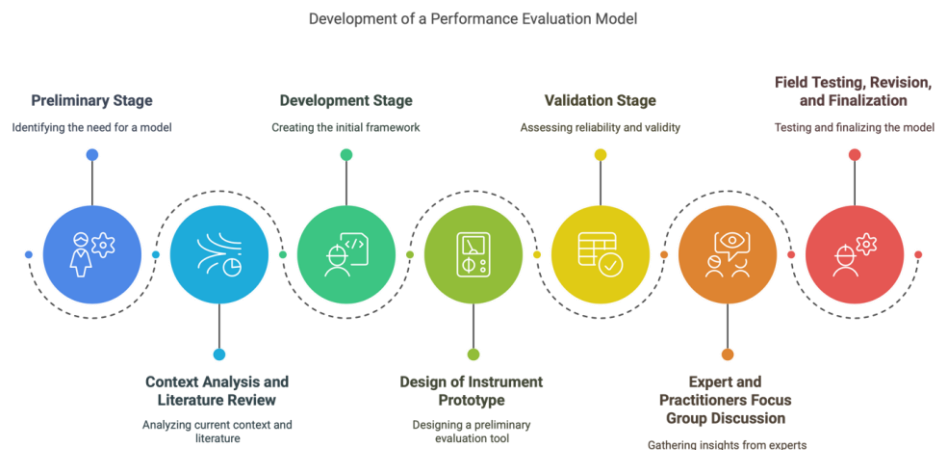 Development of a Performance Evaluation Model
Preliminary Stage
Identifying the need for a model
Context Analysis and
Literature Review
Analyzing current context and
literature
Development Stage
Creating the initial framework
Design of Instrument
Prototype
Designing a preliminary
evaluation tool
Validation Stage
Assessing reliability and validity
Expert and
Practitioners Focus
Group Discussion
Gathering insights from experts
Field Testing, Revision,
and Finalization
Testing and finalizing the model